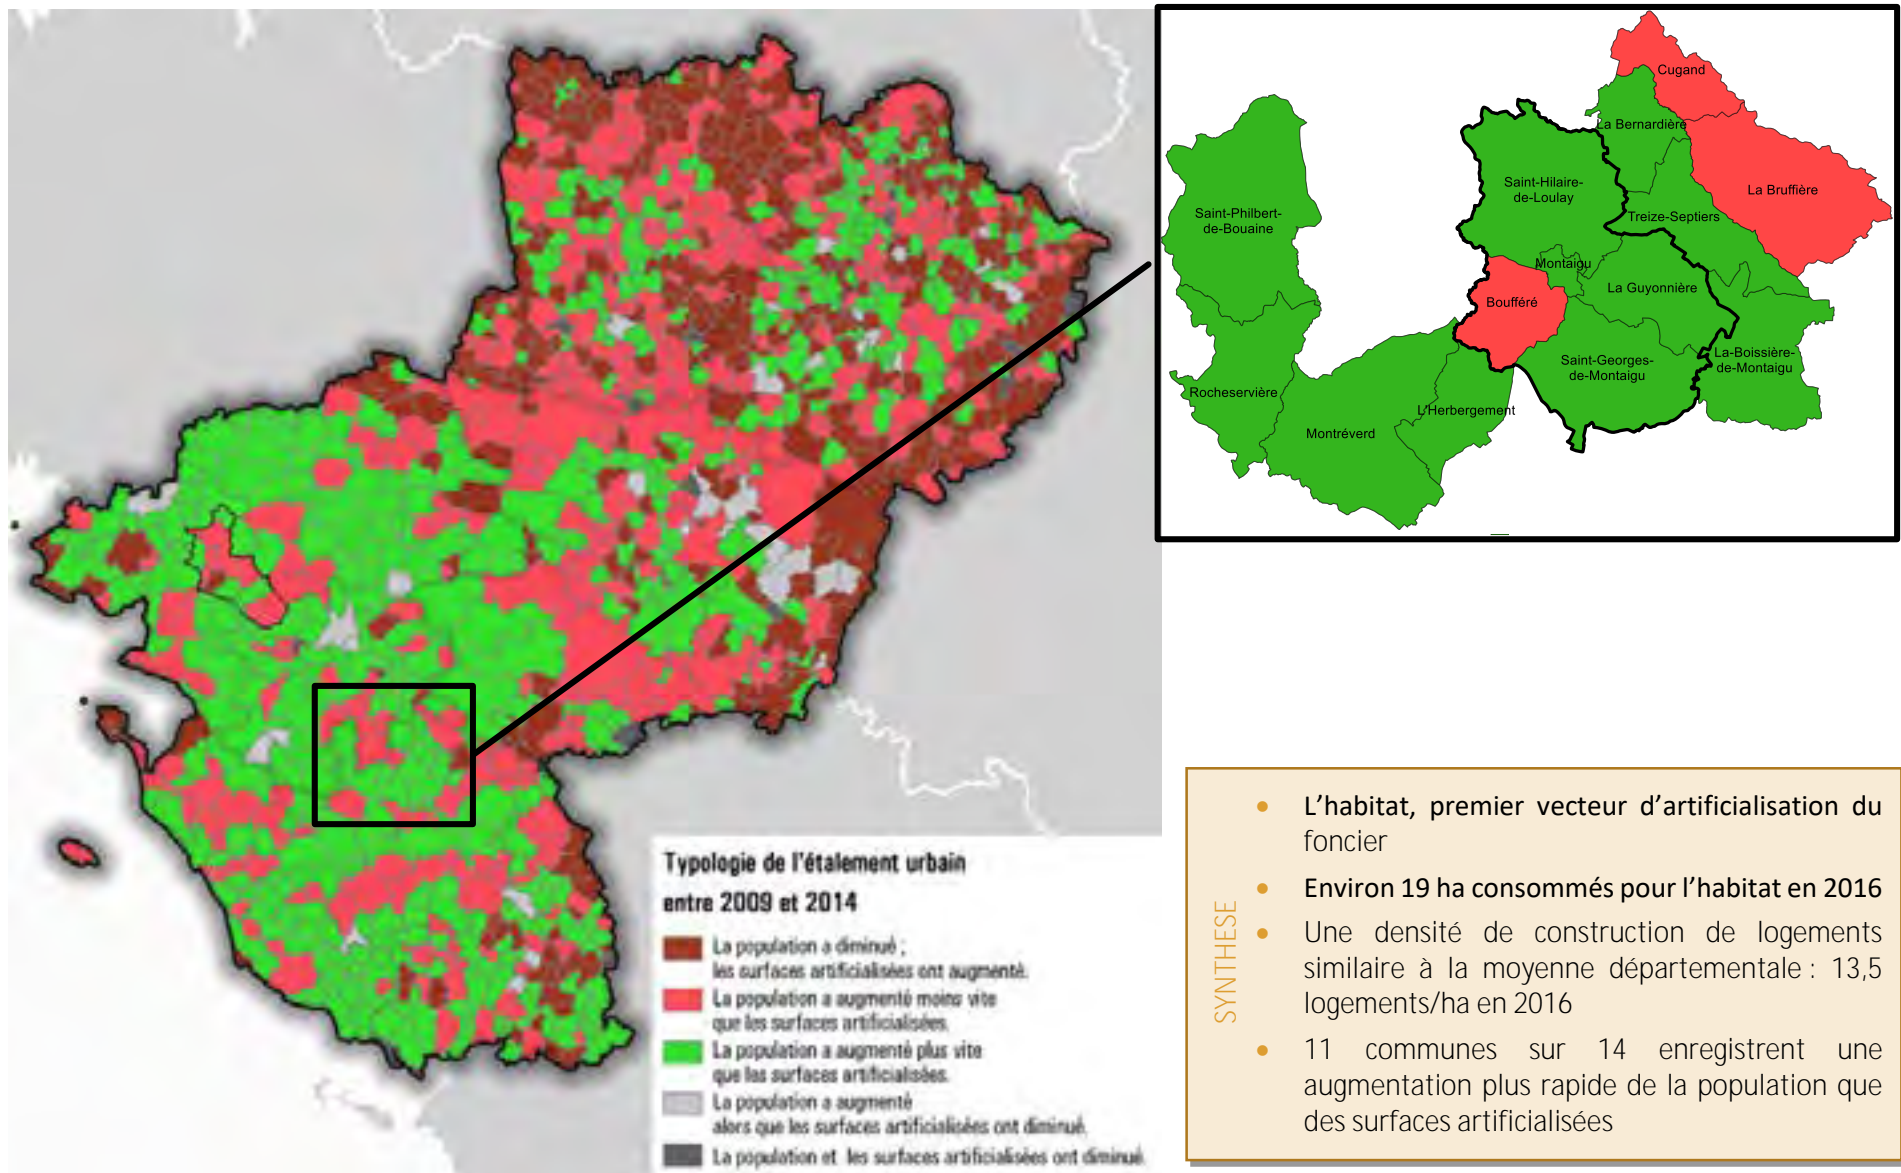 Cugand
La Bernardière
La Bruffière
Saint-Hilaire-
de-Loulay
Saint-Philbert-
de-Bouaine
Treize-Septiers
Montaigu
La Guyonnière
Boufféré
Saint-Georges-
de-Montaigu
La-Boissière-
de-Montaigu
Rocheservière
L'Herbergement
Montréverd
Typologie de l'étalement urbain
entre 2009 et 2014
La population a diminué ;
les surfaces artificialisées ont augmenté.
La population a augmenté moins vite
que les surfaces artificialisées.
La population a augmenté plus vite
que les surfaces artificialisées.
La population a augmenté
alors que les surfaces artificialisées ont diminué.
La population et les surfaces artificialisées ont diminué.
SYNTHESE
• L'habitat, premier vecteur d'artificialisation du
foncier
• Environ 19 ha consommés pour l'habitat en 2016
• Une densité de construction de logements
similaire à la moyenne départementale : 13,5
logements/ha en 2016
• 11 communes sur 14 enregistrent une
augmentation plus rapide de la population que
des surfaces artificialisées